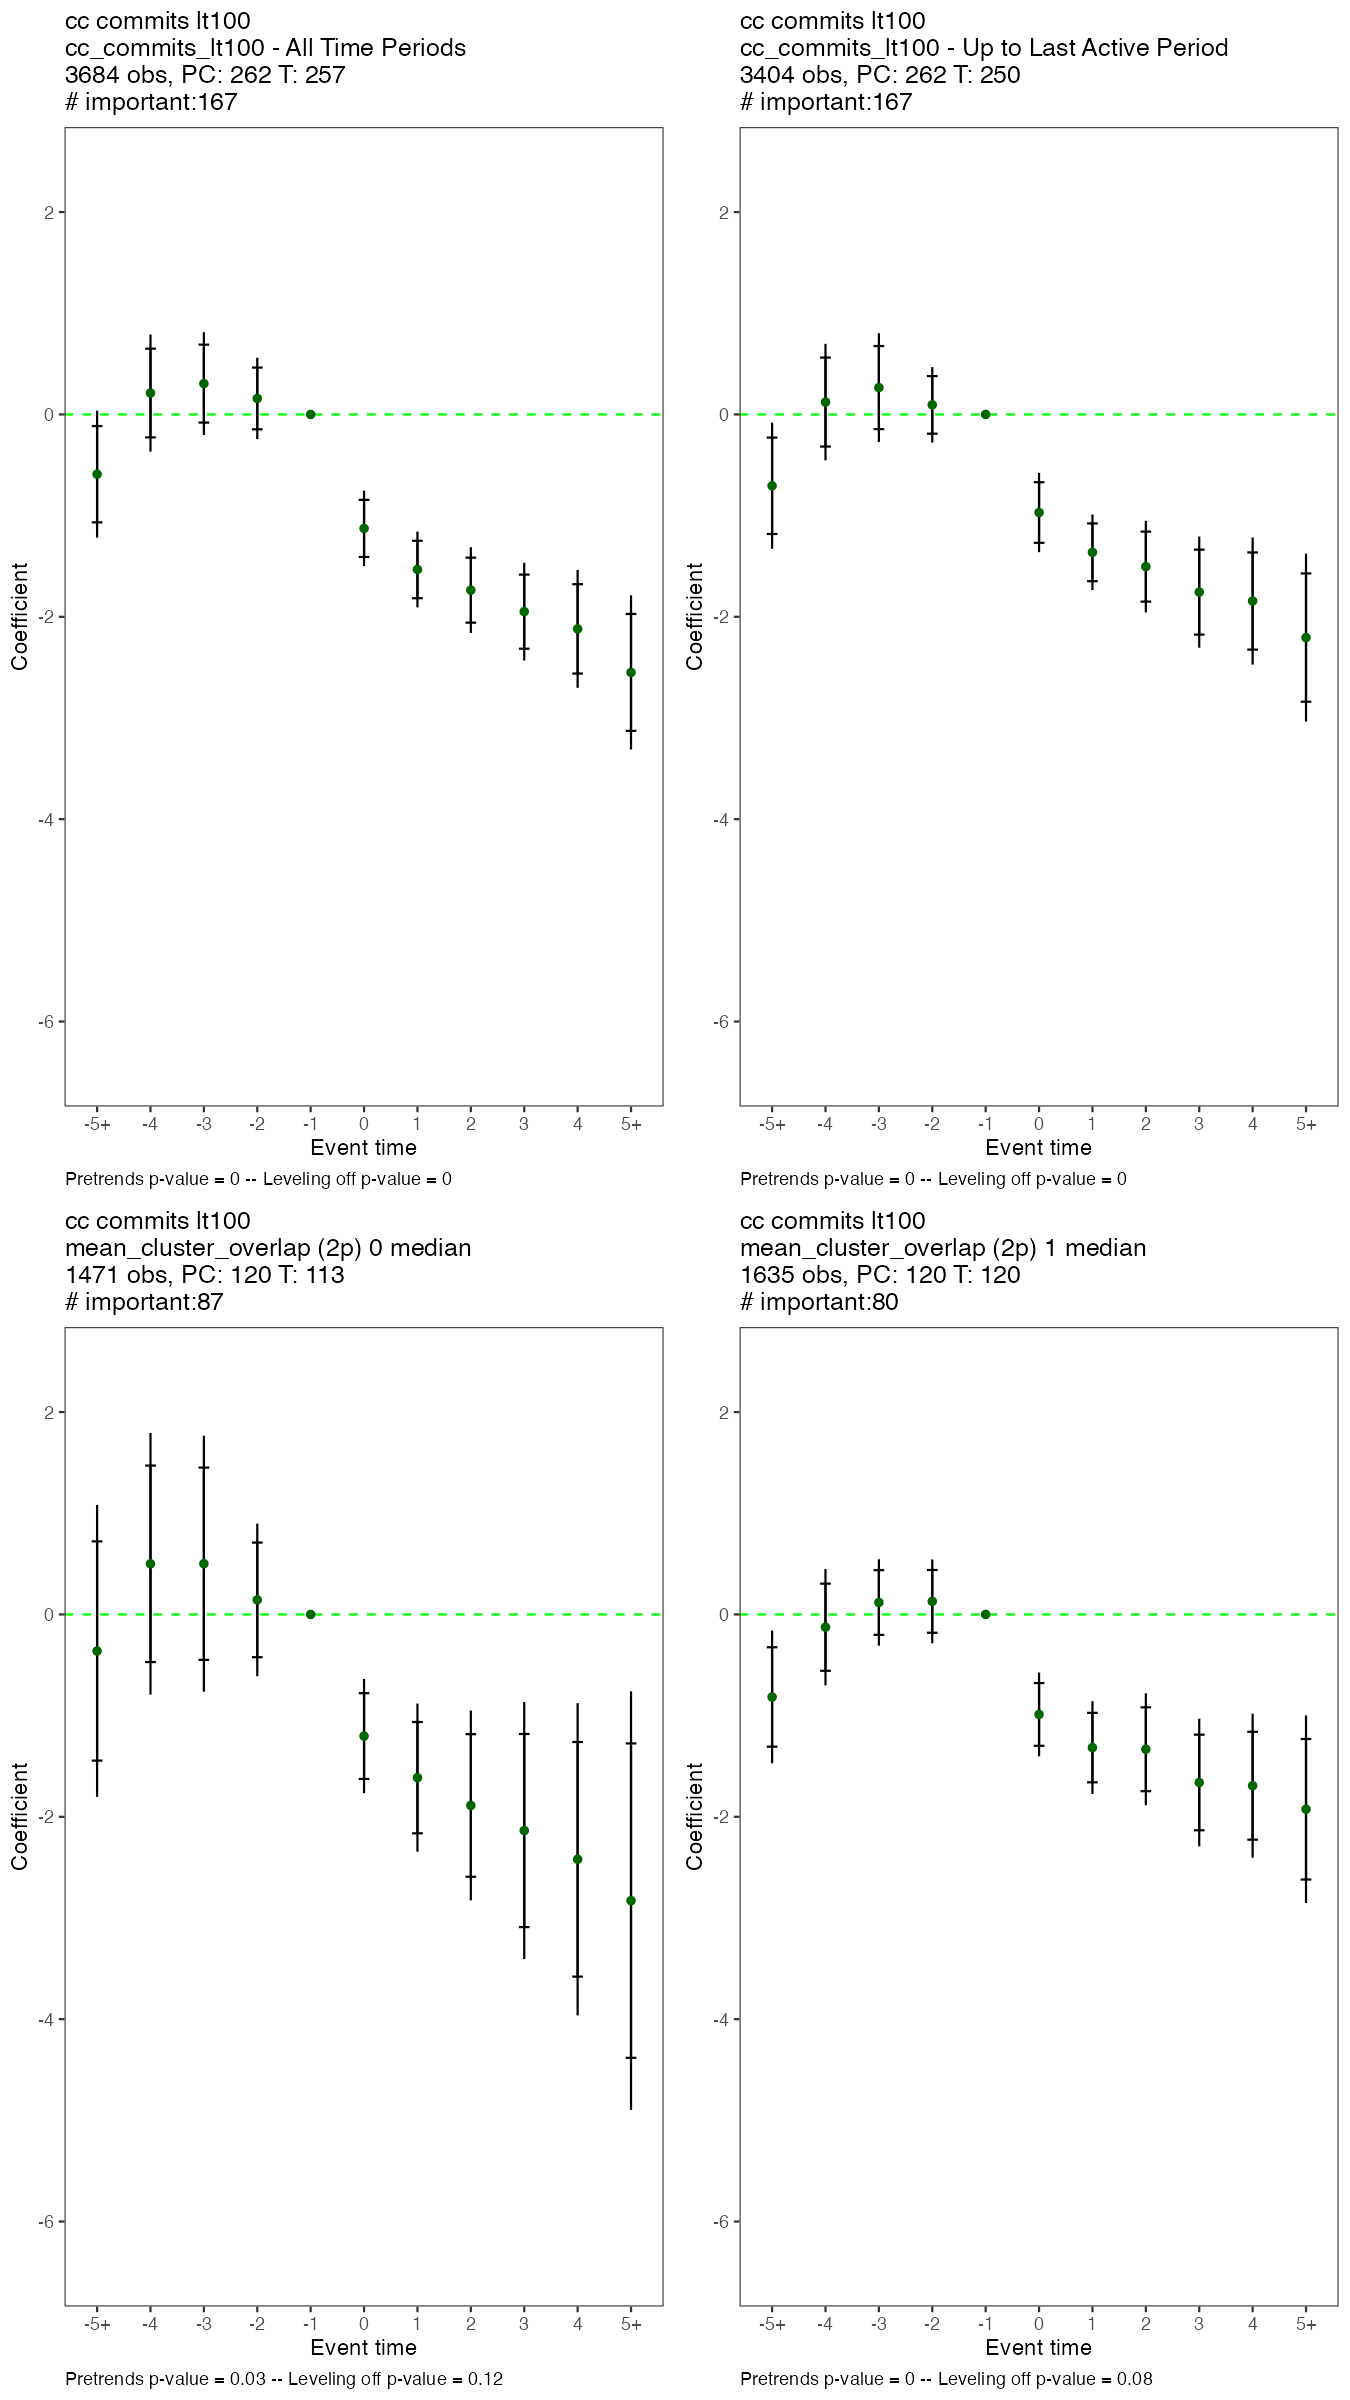 cc commits lt100
cc_commits_lt100 - All Time Periods
3684 obs, PC: 262 T: 257
# important:167
2
0
-2
-4
-6
Coefficient
-5+ -4 -3 -2 -1 0 1 2 3 4 5+
Event time
Pretrends p-value = 0 -- Leveling off p-value = 0
cc commits lt100
cc_commits_lt100 - Up to Last Active Period
3404 obs, PC: 262 T: 250
# important:167
2
0
-2
-4
-6
Coefficient
-5+ -4 -3 -2 -1 0 1 2 3 4 5+
Event time
Pretrends p-value = 0 -- Leveling off p-value = 0
cc commits lt100
mean_cluster_overlap (2p) 0 median
1471 obs, PC: 120 T: 113
# important:87
2
0
-2
-4
-6
Coefficient
-5+ -4 -3 -2 -1 0 1 2 3 4 5+
Event time
Pretrends p-value = 0.03 -- Leveling off p-value = 0.12
cc commits lt100
mean_cluster_overlap (2p) 1 median
1635 obs, PC: 120 T: 120
# important:80
2
0
-2
-4
-6
Coefficient
-5+ -4 -3 -2 -1 0 1 2 3 4 5+
Event time
Pretrends p-value = 0 -- Leveling off p-value = 0.08